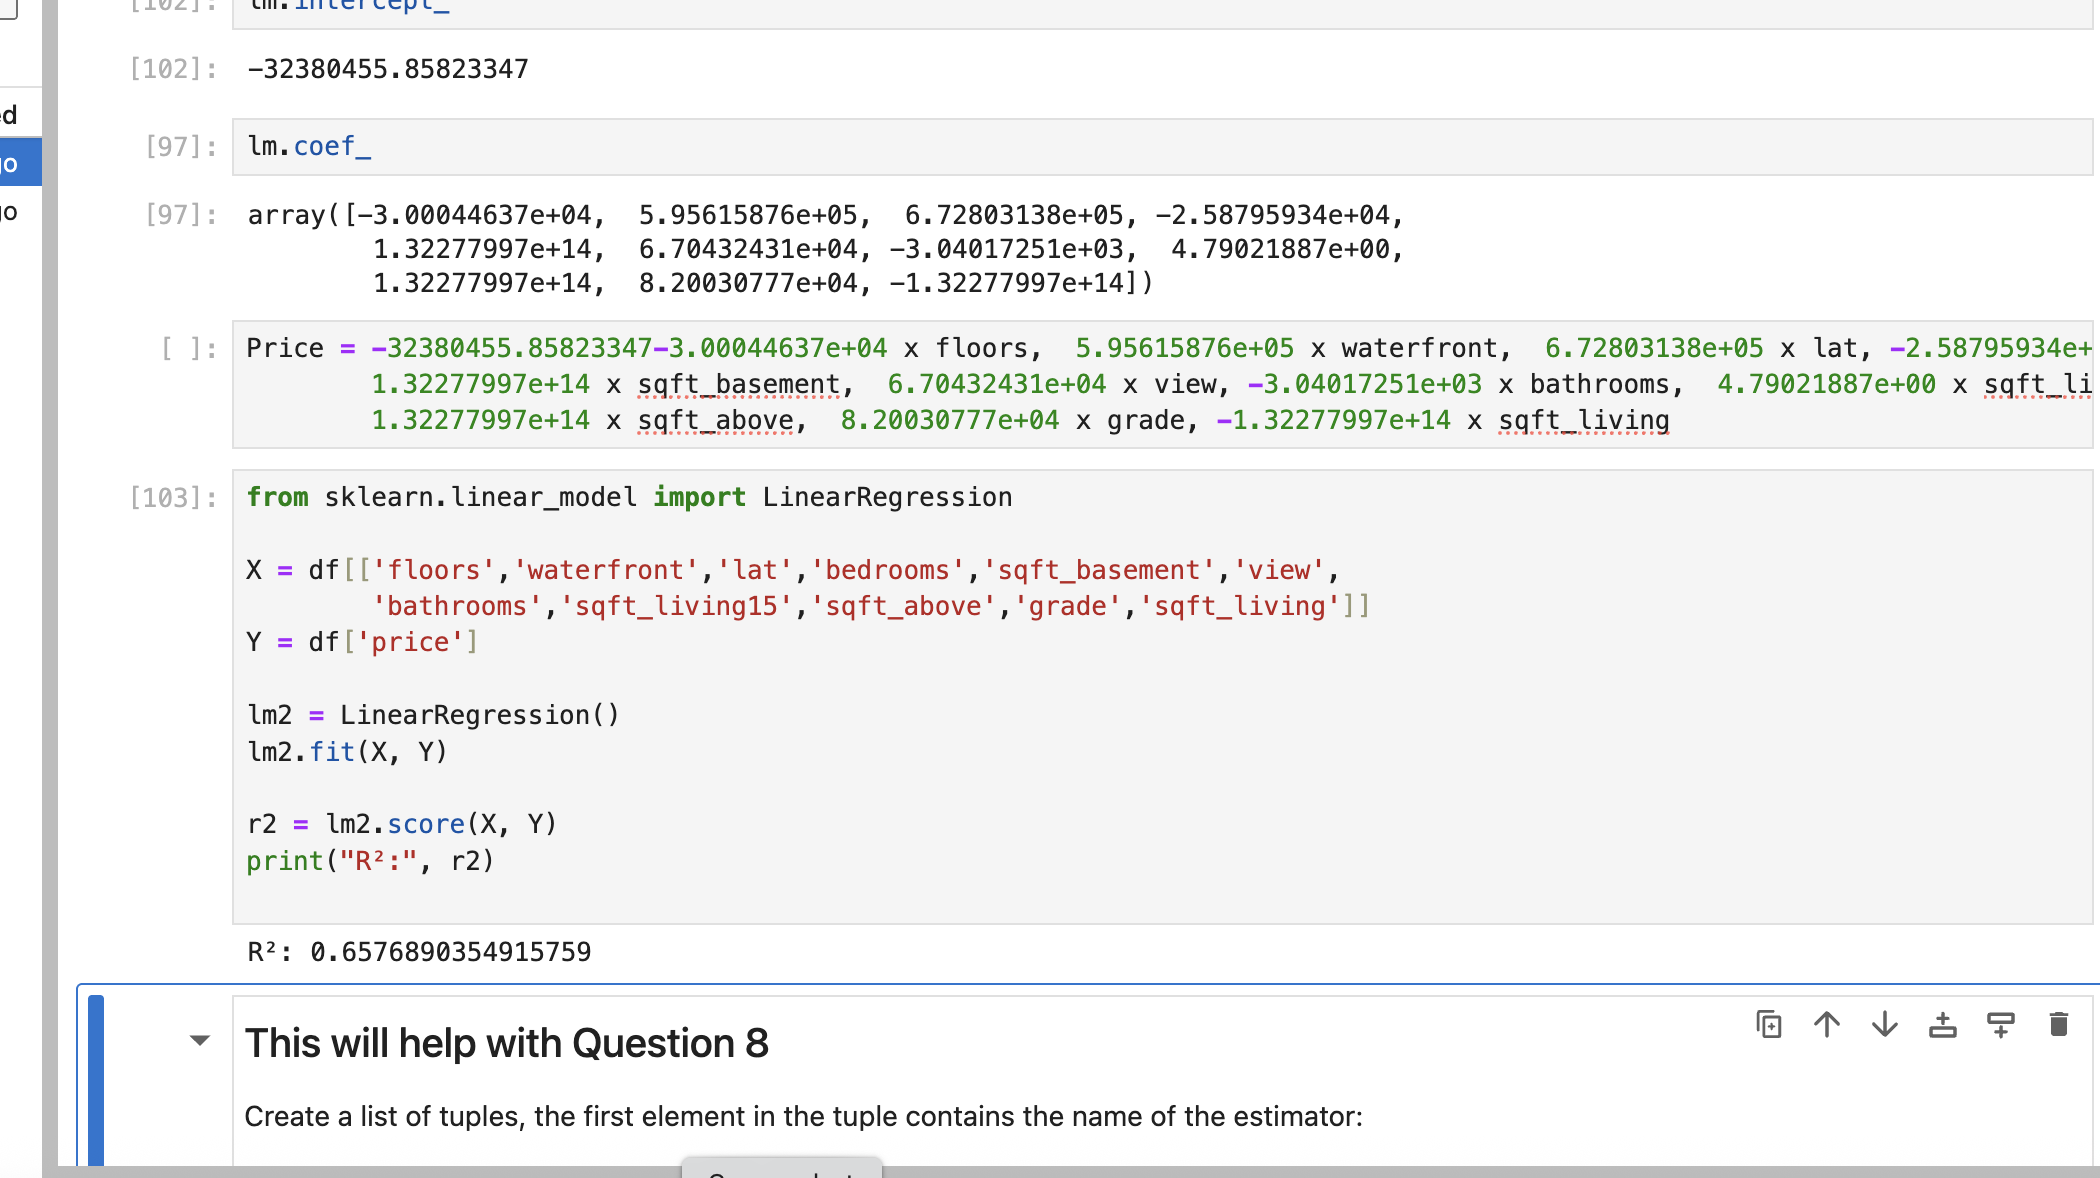 [102]: lm.intercept_
[102]: -32380455.85823347
ed
[97]: lm.coef_
go
[97]: array([-3.00044637e+04,  5.95615876e+05,  6.72803138e+05, -2.58795934e+04,
go
1.32277997e+14,  6.70432431e+04, -3.04017251e+03,  4.79021887e+00,
1.32277997e+14,  8.20030777e+04, -1.32277997e+14])
[ ]: Price = -32380455.85823347-3.00044637e+04 x floors,  5.95615876e+05 x waterfront,  6.72803138e+05 x lat, -2.58795934e+
1.32277997e+14 x sqft_basement,  6.70432431e+04 x view, -3.04017251e+03 x bathrooms,  4.79021887e+00 x sqft_li
1.32277997e+14 x sqft_above,  8.20030777e+04 x grade, -1.32277997e+14 x sqft_living
[103]: from sklearn.linear_model import LinearRegression
X = df[['floors','waterfront','lat','bedrooms','sqft_basement','view',
'bathrooms','sqft_living15','sqft_above','grade','sqft_living']]
Y = df['price']
lm2 = LinearRegression()
lm2.fit(X, Y)
r2 = lm2.score(X, Y)
print("R²:", r2)
R²: 0.6576890354915759
This will help with Question 8
Create a list of tuples, the first element in the tuple contains the name of the estimator: